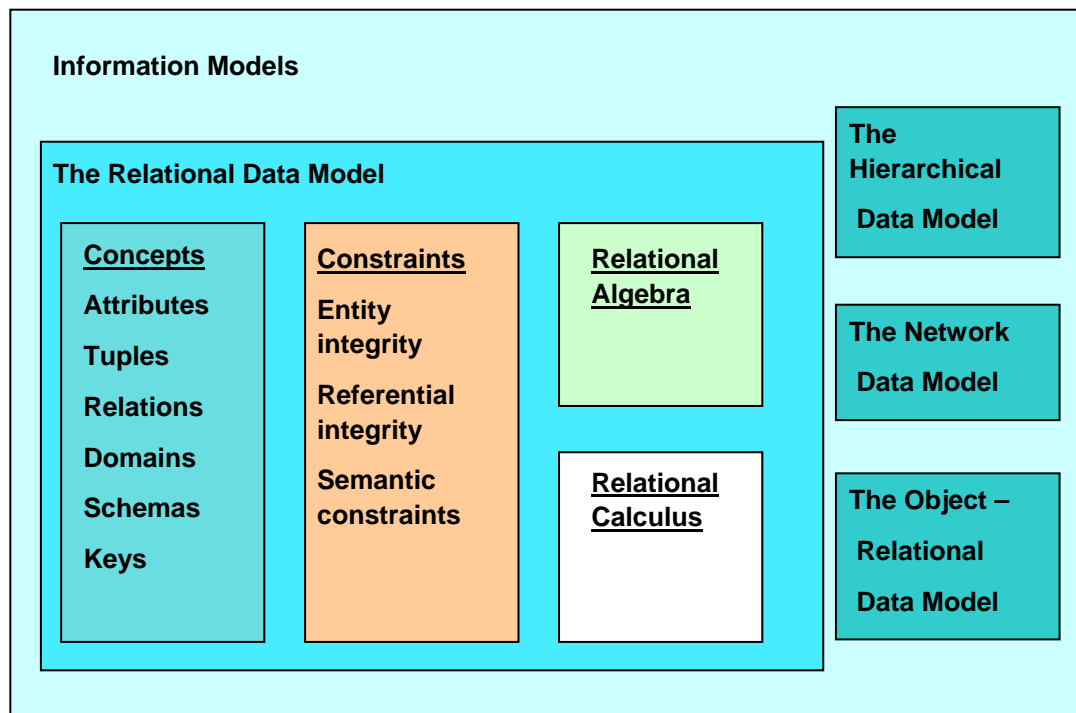 Information Models
The Relational Data Model
Concepts
Attributes
Tuples
Relations
Domains
Schemas
Keys
Constraints
Entity
integrity
Referential
integrity
Semantic
constraints
Relational
Algebra
Relational
Calculus
The
Hierarchical
Data Model
The Network
Data Model
The Object –
Relational
Data Model